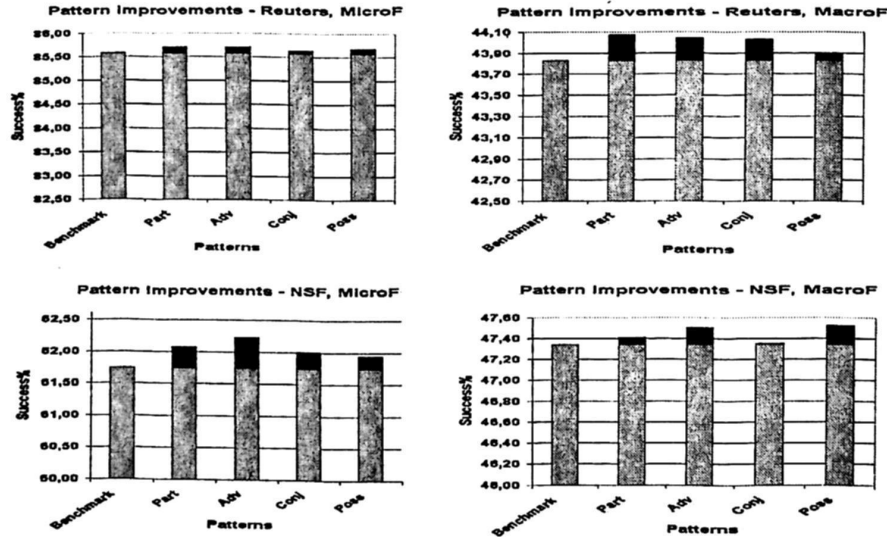 Pattern Improvements - Reuters, MicroF
86,00
85,50
85,00
84,50
84,00
83,50
83,00
82,50
Success%
Benchmark
Part
Adv
Conj
Poss
Patterns
Pattern Improvements - Reuters, MacroF
44,10
43,90
43,70
43,50
43,30
43,10
42,90
42,70
42,50
Success%
Benchmark
Part
Adv
Conj
Poss
Patterns
Pattern Improvements - NSF, MicroF
62,50
62,00
61,50
61,00
60,50
60,00
Success%
Benchmark
Part
Adv
Conj
Poss
Patterns
Pattern Improvements - NSF, MacroF
47,60
47,40
47,20
47,00
46,80
46,60
46,40
46,20
46,00
Success%
Benchmark
Part
Adv
Conj
Poss
Patterns